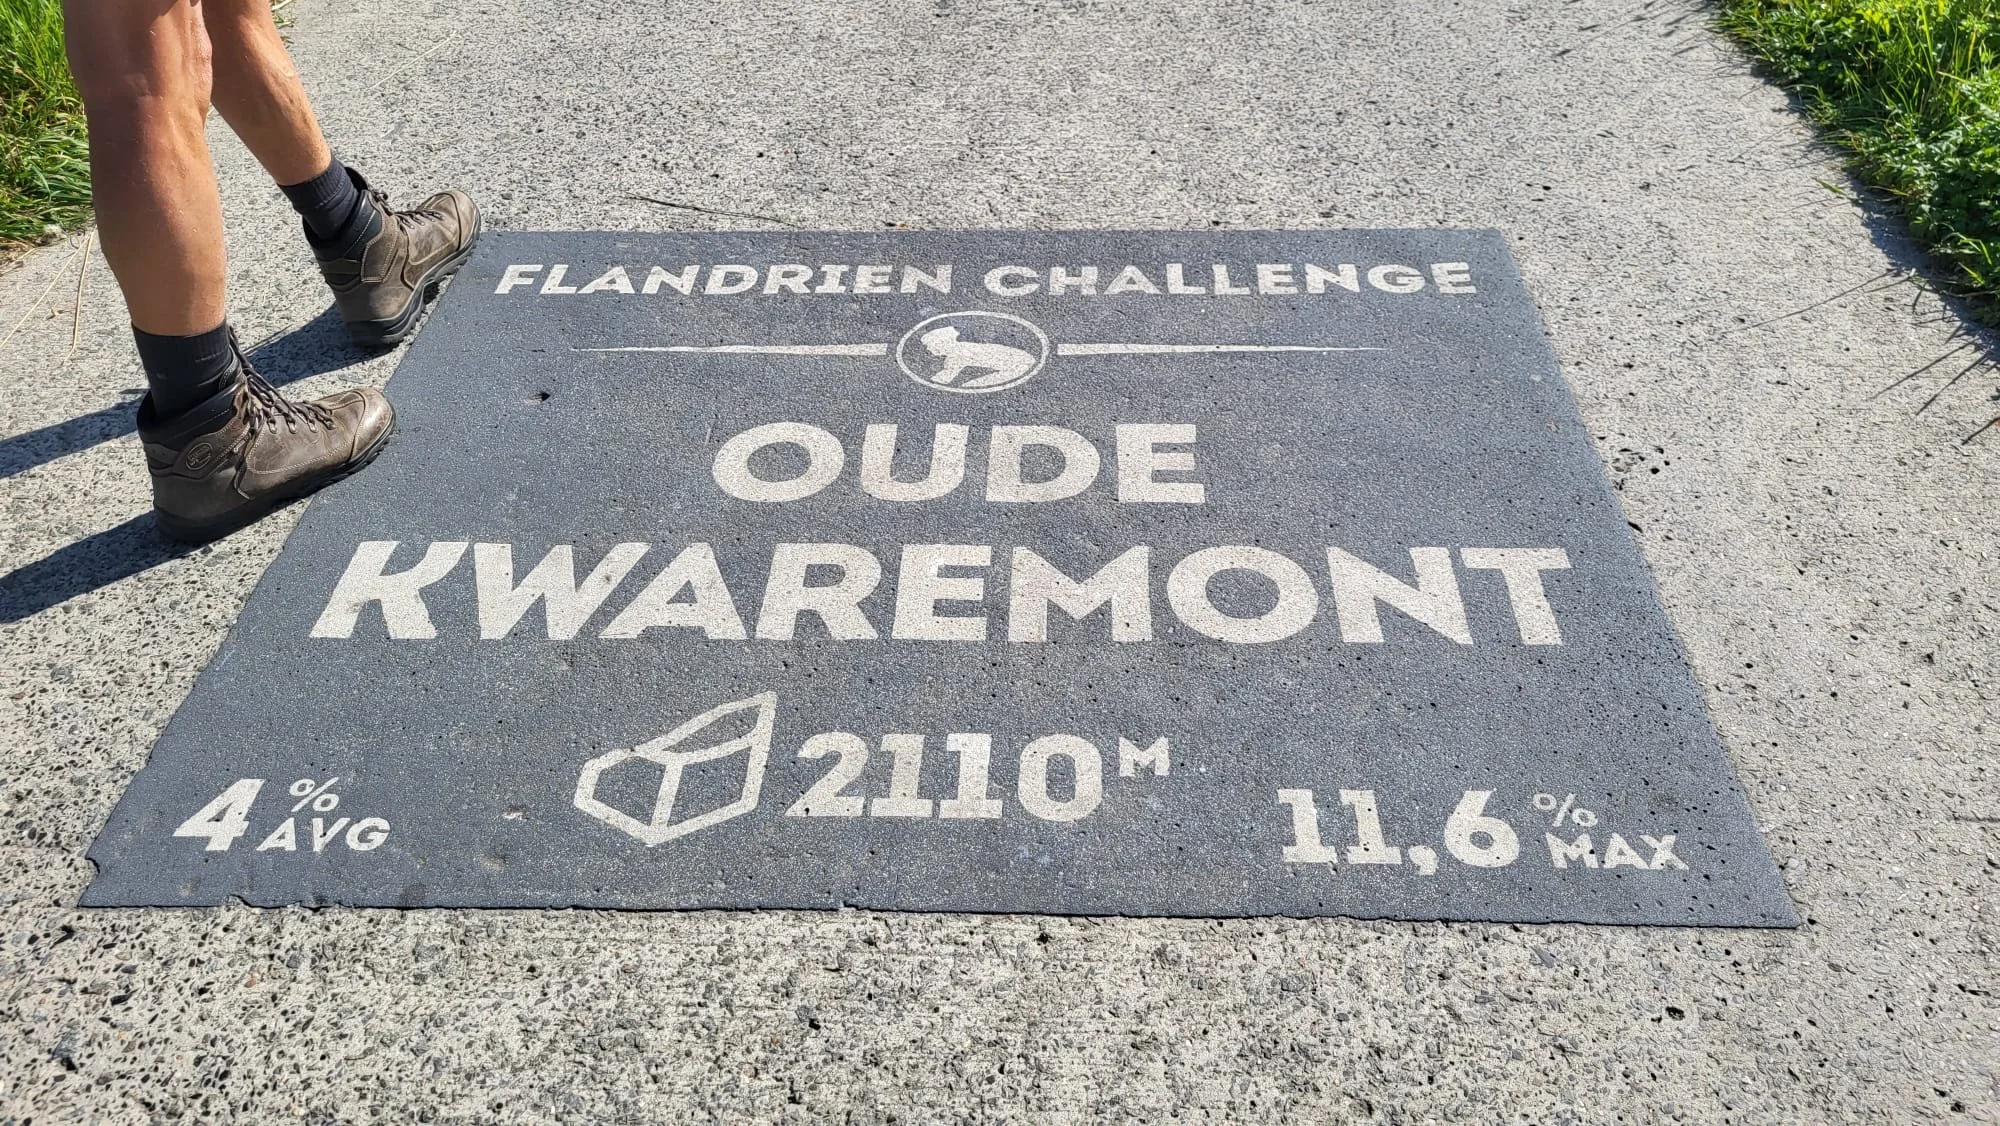 FLANDRIEN CHALLENGE
OUDE
KWAREMONT
2110M
4% AVG
11,6% MAX